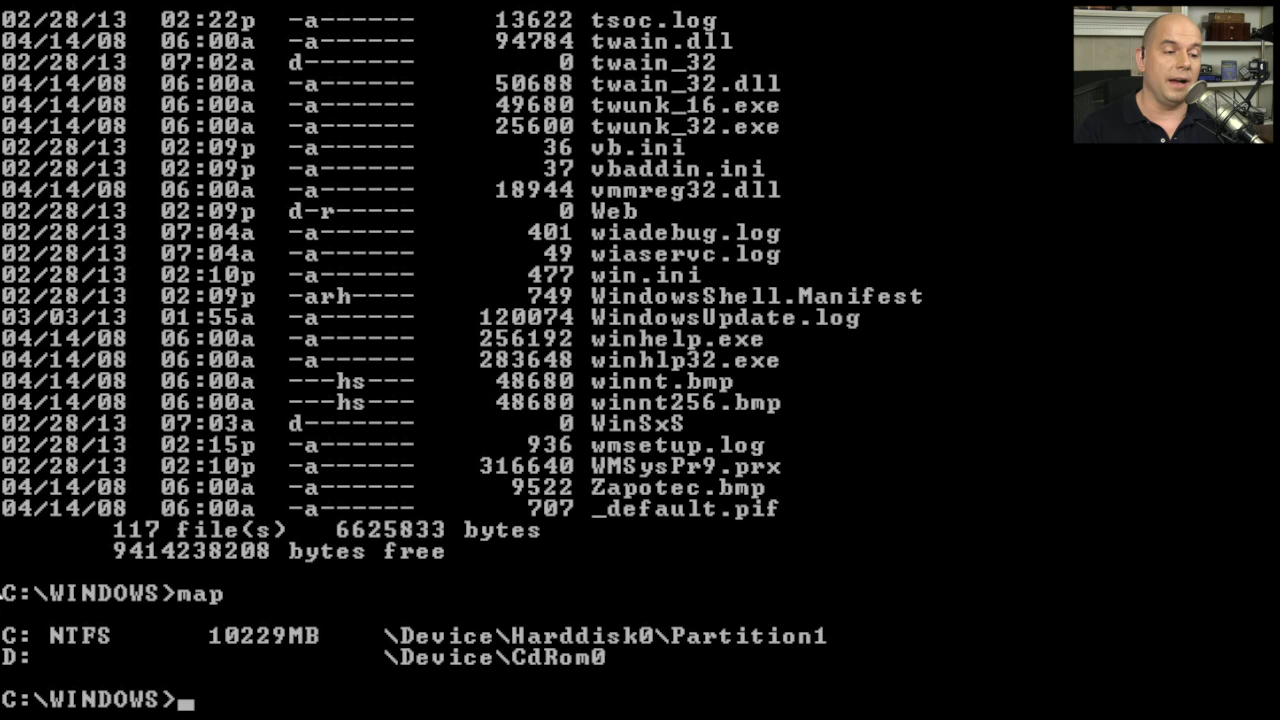 02/28/13 02:22p -a------ 13622 tsoc.log
04/14/08 06:00a -a------ 94784 twain.dll
02/28/13 07:02a d------- 0 twain_32
04/14/08 06:00a -a------ 50688 twain_32.dll
04/14/08 06:00a -a------ 49680 twunk_16.exe
04/14/08 06:00a -a------ 25600 twunk_32.exe
02/28/13 02:09p -a------ 36 vb.ini
02/28/13 02:09p -a------ 37 vbaddin.ini
04/14/08 06:00a -a------ 18944 vmmreg32.dll
02/28/13 02:09p d-r----- 0 Web
02/28/13 07:04a -a------ 401 wiadebug.log
02/28/13 07:04a -a------ 49 wiaservc.log
02/28/13 02:10p -a------ 477 win.ini
02/28/13 02:09p -arh---- 749 WindowsShell.Manifest
03/03/13 01:55a -a------ 120074 WindowsUpdate.log
04/14/08 06:00a -a------ 256192 winhelp.exe
04/14/08 06:00a -a------ 283648 winhlp32.exe
04/14/08 06:00a ---hs--- 48680 winnt.bmp
04/14/08 06:00a ---hs--- 48680 winnt256.bmp
02/28/13 07:03a d------- 0 WinSxS
02/28/13 02:15p -a------ 936 wmsetup.log
02/28/13 02:10p -a------ 316640 WMSysPr9.prx
04/14/08 06:00a -a------ 9522 Zapotec.bmp
04/14/08 06:00a -a------ 707 _default.pif
117 file(s) 6625833 bytes
9414238208 bytes free
C:\WINDOWS>map
C: NTFS 10229MB \Device\Harddisk0\Partition1
D: \Device\CdRom0
C:\WINDOWS>_